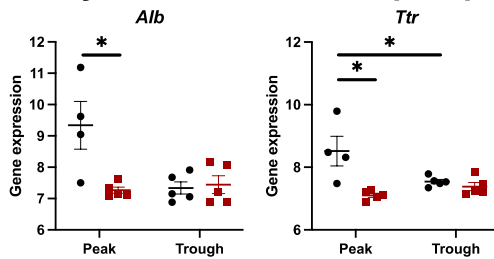 Alb
Gene expression
12
11
10
9
8
7
6
*
Peak
Trough
Ttr
Gene expression
12
10
8
6
*
*
Peak
Trough